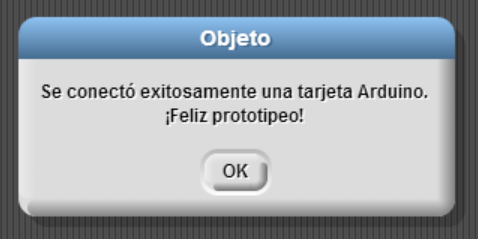 Objeto
Se conectó exitosamente una tarjeta Arduino.
¡Feliz prototipeo!
OK